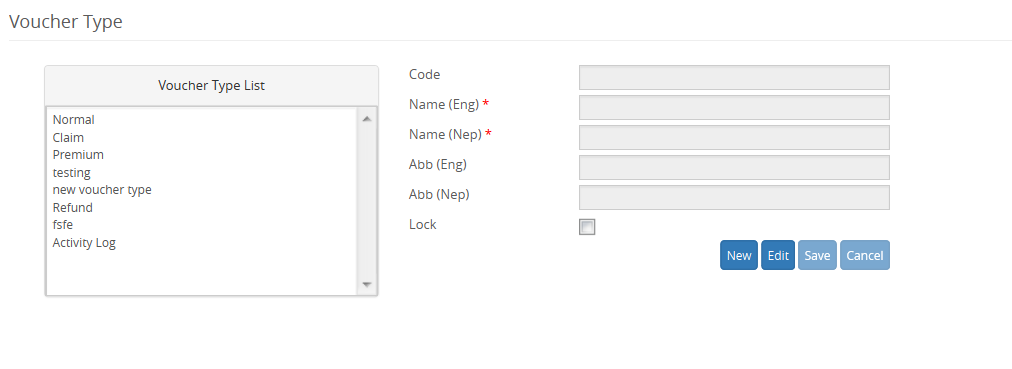 Voucher Type
Voucher Type List
Normal
Claim
Premium
testing
new voucher type
Refund
fsfe
Activity Log
Code
Name (Eng) *
Name (Nep) *
Abb (Eng)
Abb (Nep)
Lock
New Edit Save Cancel